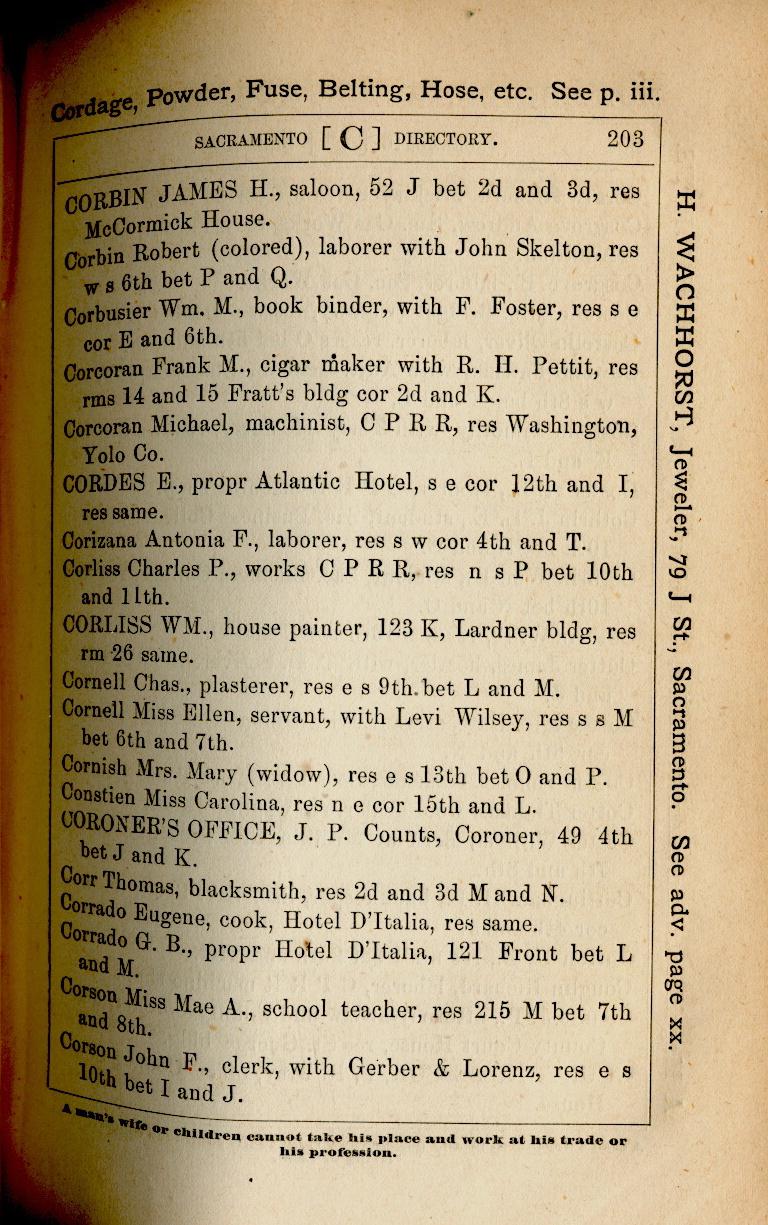 Cordage, Powder, Fuse, Belting, Hose, etc. See p. iii.
SACRAMENTO [ C ] DIRECTORY. 203
CORBIN JAMES H., saloon, 52 J bet 2d and 3d, res
McCormick House.
Corbin Robert (colored), laborer with John Skelton, res
w s 6th bet P and Q.
Corbusier Wm. M., book binder, with F. Foster, res s e
cor E and 6th.
Corcoran Frank M., cigar maker with R. H. Pettit, res
rms 14 and 15 Fratt's bldg cor 2d and K.
Corcoran Michael, machinist, C P R R, res Washington,
Yolo Co.
CORDES E., propr Atlantic Hotel, s e cor 12th and I,
res same.
Corizana Antonia F., laborer, res s w cor 4th and T.
Corliss Charles P., works C P R R, res n s P bet 10th
and 11th.
CORLISS WM., house painter, 123 K, Lardner bldg, res
rm 26 same.
Cornell Chas., plasterer, res e s 9th bet L and M.
Cornell Miss Ellen, servant, with Levi Wilsey, res s s M
bet 6th and 7th.
Cornish Mrs. Mary (widow), res e s 13th bet O and P.
Constien Miss Carolina, res n e cor 15th and L.
CORONER'S OFFICE, J. P. Counts, Coroner, 49 4th
bet J and K.
Corr Thomas, blacksmith, res 2d and 3d M and N.
Corrado Eugene, cook, Hotel D'Italia, res same.
Corrado G. B., propr Hotel D'Italia, 121 Front bet L
and M.
Corson Miss Mae A., school teacher, res 215 M bet 7th
and 8th.
Corson John F., clerk, with Gerber & Lorenz, res e s
10th bet I and J.
A man's wife or children cannot take his place and work at his trade or
his profession.
H. WACHHORST, Jeweler, 79 J St., Sacramento. See adv. page xx.